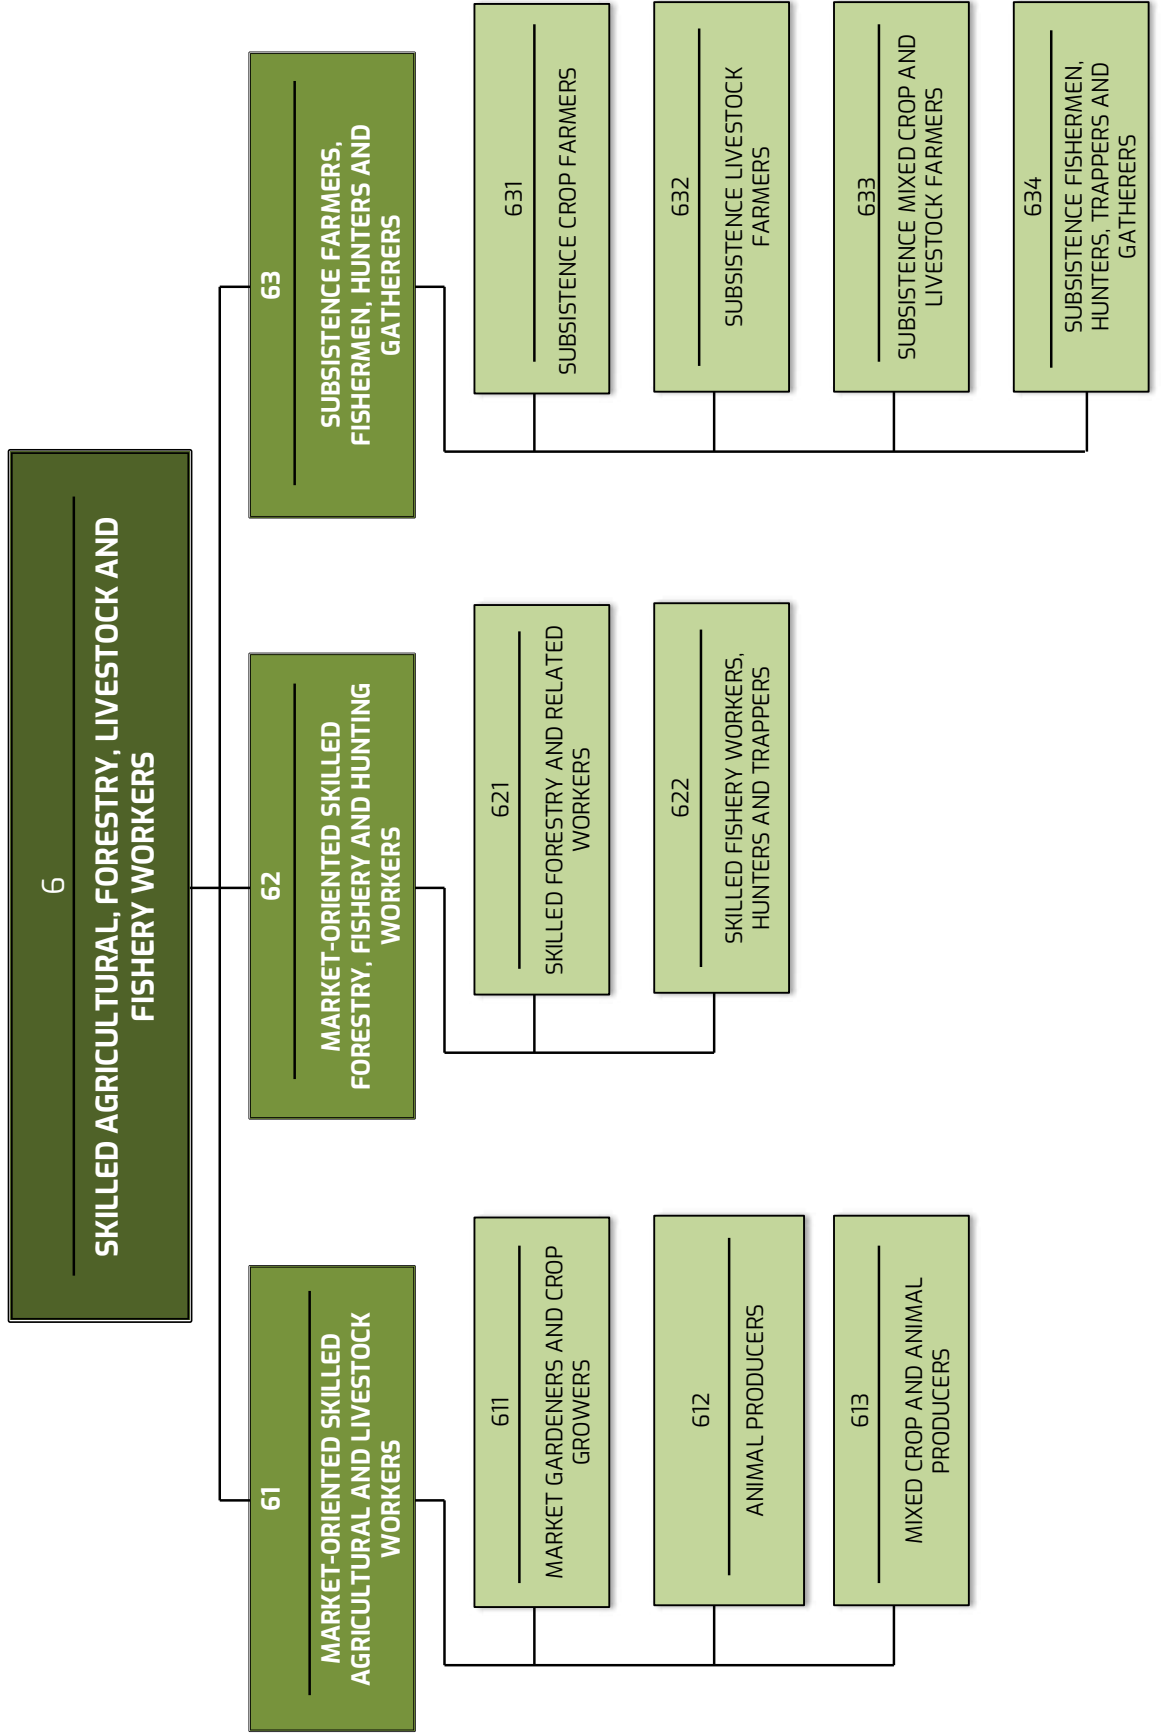 6
SKILLED AGRICULTURAL, FORESTRY, LIVESTOCK AND
FISHERY WORKERS
61
MARKET-ORIENTED SKILLED
AGRICULTURAL AND LIVESTOCK
WORKERS
611
MARKET GARDENERS AND CROP
GROWERS
612
ANIMAL PRODUCERS
613
MIXED CROP AND ANIMAL
PRODUCERS
62
MARKET-ORIENTED SKILLED
FORESTRY, FISHERY AND HUNTING
WORKERS
621
SKILLED FORESTRY AND RELATED
WORKERS
622
SKILLED FISHERY WORKERS,
HUNTERS AND TRAPPERS
63
SUBSISTENCE FARMERS,
FISHERMEN, HUNTERS AND
GATHERERS
631
SUBSISTENCE CROP FARMERS
632
SUBSISTENCE LIVESTOCK
FARMERS
633
SUBSISTIENCE MIXED CROP AND
LIVESTOCK FARMERS
634
SUBSISTENCE FISHERMEN,
HUNTERS, TRAPPERS AND
GATHERERS